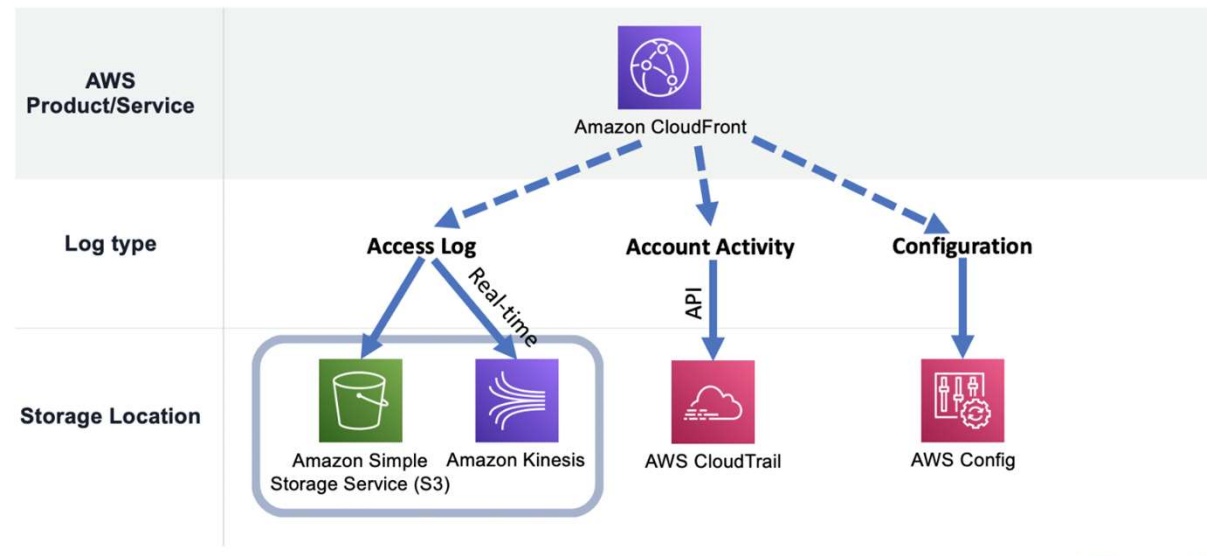 AWS
Product/Service
Amazon CloudFront
Log type
Access Log
Account Activity
Configuration
Real-time
API
Storage Location
Amazon Simple
Storage Service (S3)
Amazon Kinesis
AWS CloudTrail
AWS Config